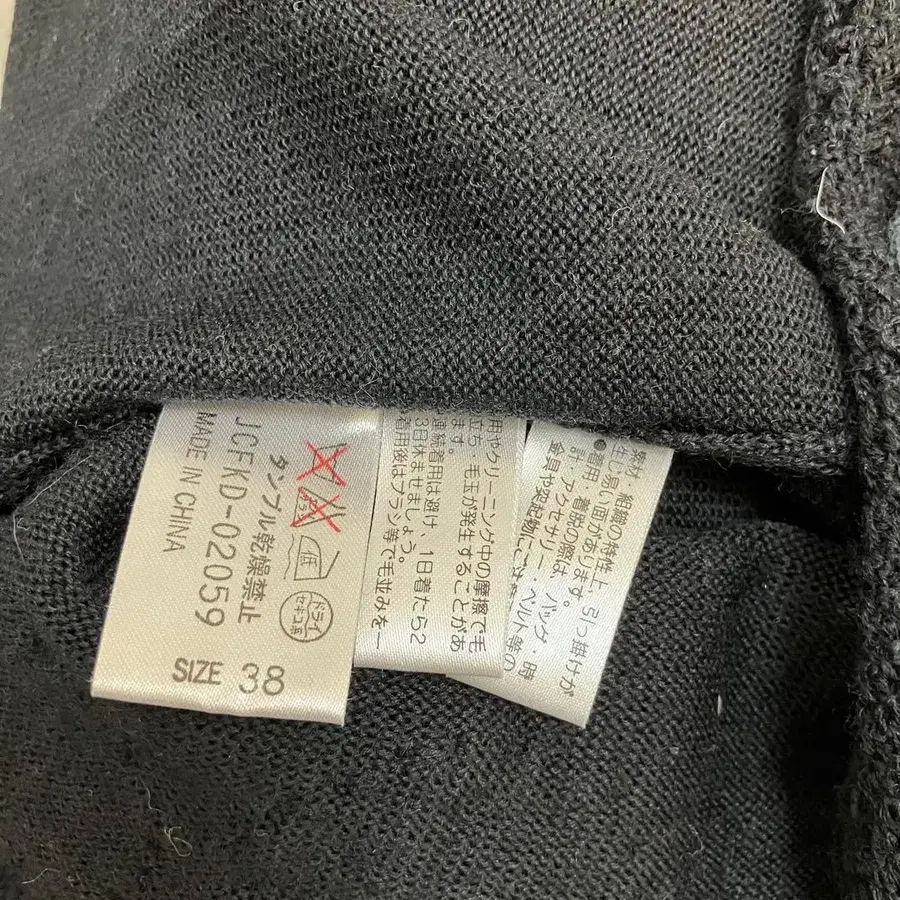 タンブル乾燥禁止
JCFKD-02059
MADE IN CHINA
エンソ
サラシ
低
ドライ
セキユ系
SIZE 38
用やクリーニング中の摩擦で毛
立ち・毛玉が発生することがあ
ます。
連続着用は避け、1日着たら2
3日休ませましょう。
着用後はブラシ等で毛並みを一
素材、組織の特性上、引っ掛けが
生じ易い面があります。
●着用、着脱の際は、バッグ・時
計・アクセサリー・ベルト等の
金具や突起物に